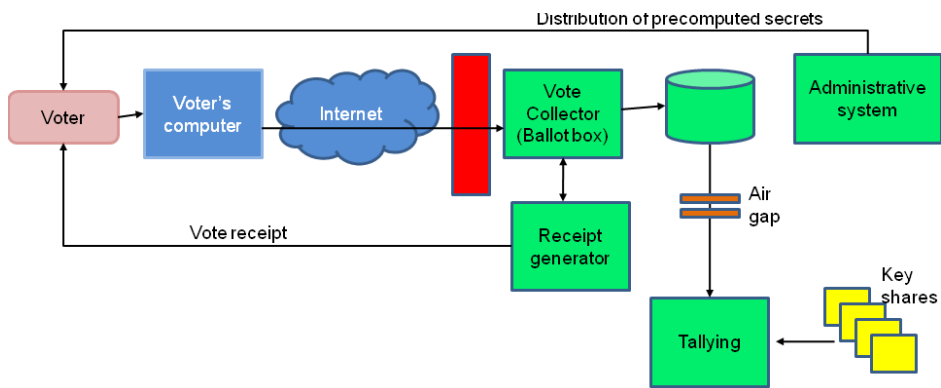 Distribution of precomputed secrets
Voter
Voter's
computer
Internet
Vote
Collector
(Ballot box)
Administrative
system
Air
gap
Vote receipt
Receipt
generator
Key
shares
Tallying